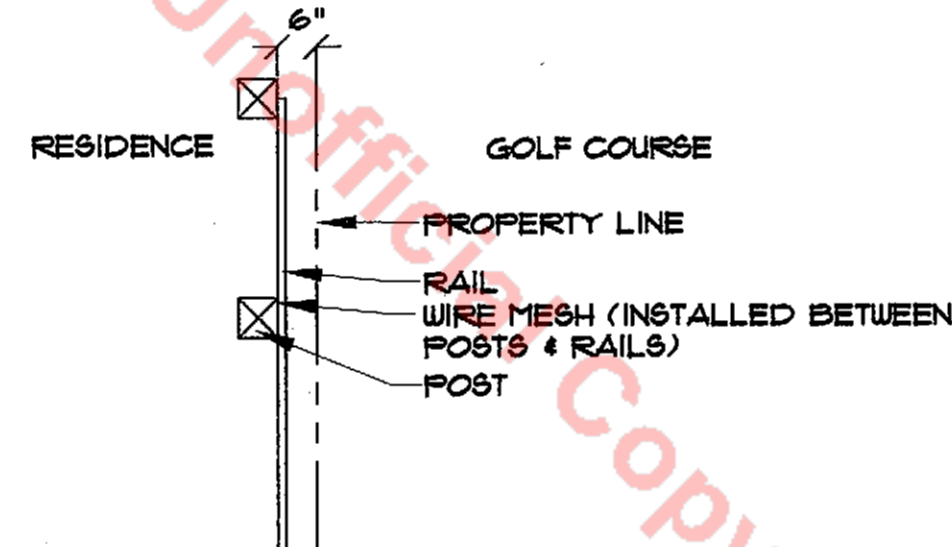 6"
RESIDENCE
GOLF COURSE
PROPERTY LINE
RAIL
WIRE MESH (INSTALLED BETWEEN
POSTS & RAILS)
POST
Unofficial Copy